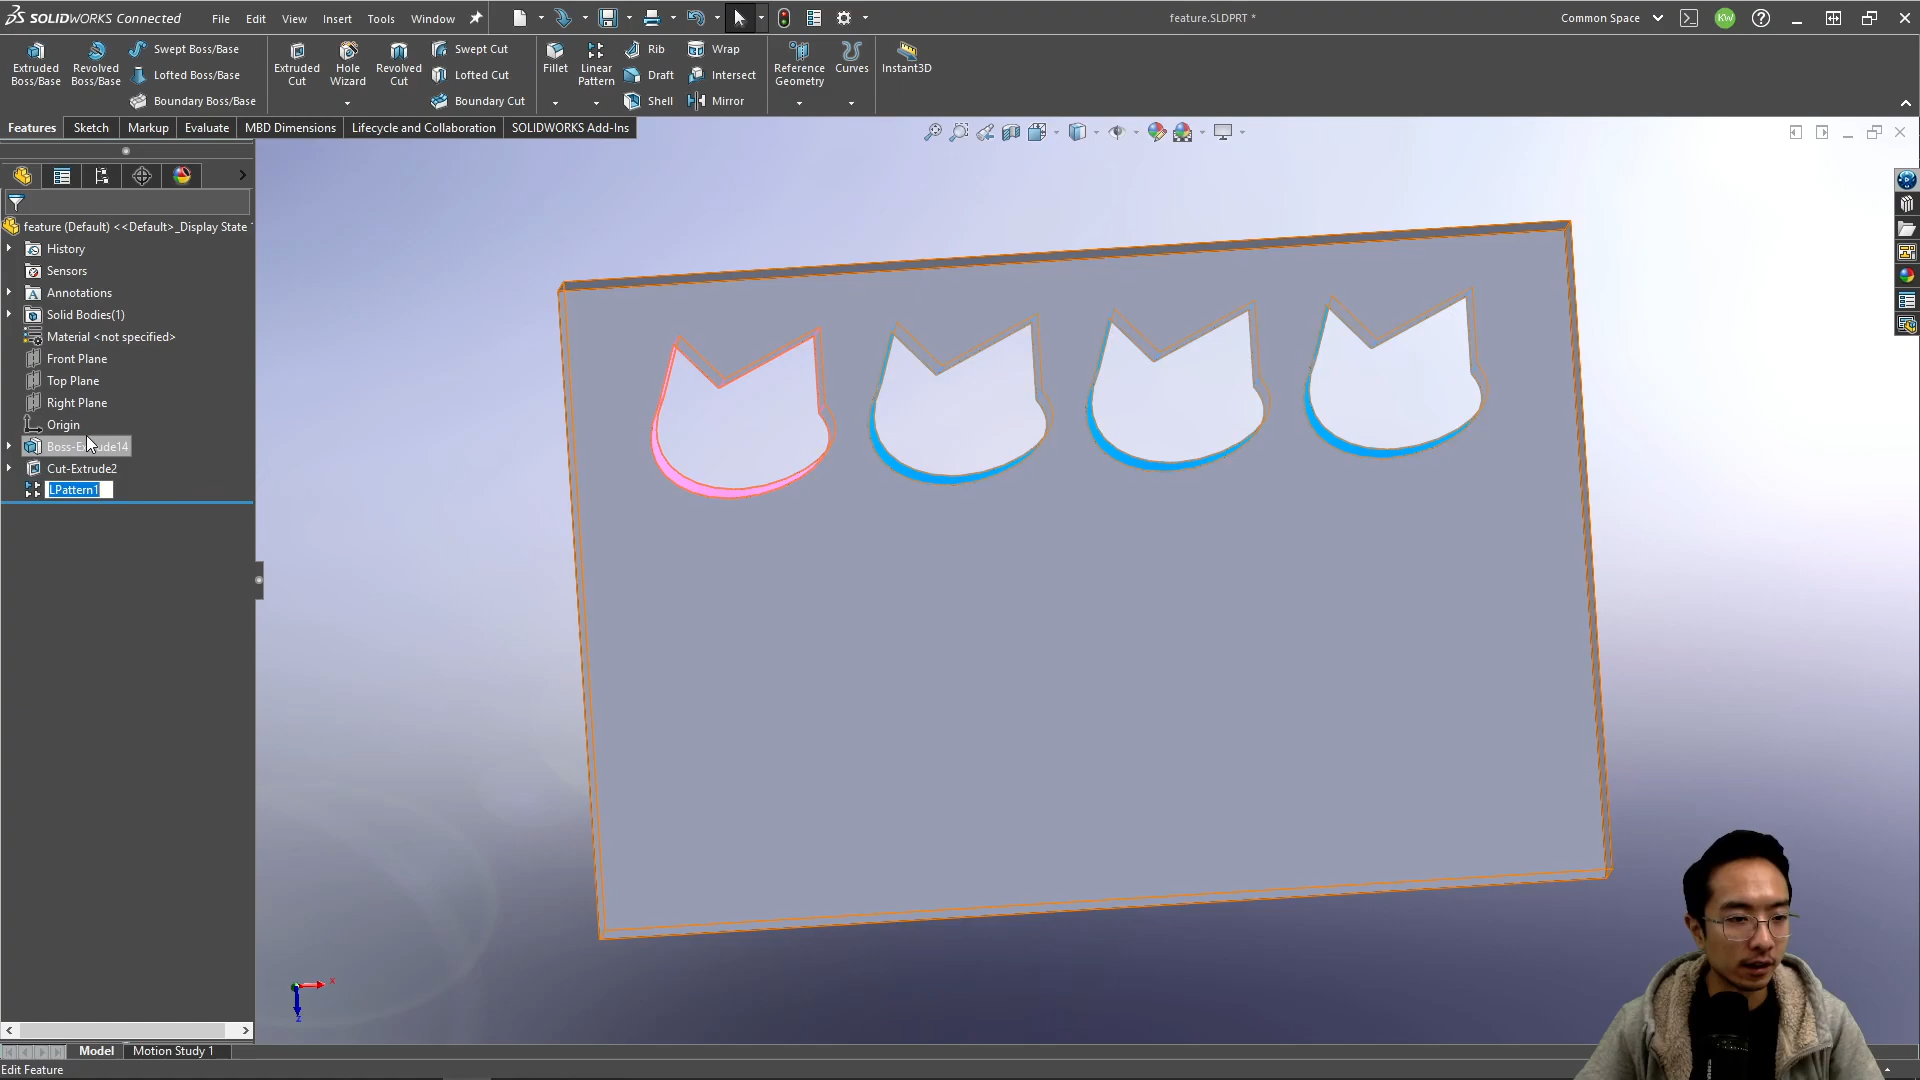 SOLIDWORKS Connected
File
Edit
View
Insert
Tools
Window
feature.SLDPRT *
Common Space
KW
Extruded
Boss/Base
Revolved
Boss/Base
Swept Boss/Base
Lofted Boss/Base
Boundary Boss/Base
Extruded
Cut
Hole
Wizard
Revolved
Cut
Swept Cut
Lofted Cut
Boundary Cut
Fillet
Linear
Pattern
Rib
Draft
Shell
Wrap
Intersect
Mirror
Reference
Geometry
Curves
Instant3D
Features
Sketch
Markup
Evaluate
MBD Dimensions
Lifecycle and Collaboration
SOLIDWORKS Add-Ins
feature (Default) <<Default>_Display State
History
Sensors
Annotations
Solid Bodies(1)
Material <not specified>
Front Plane
Top Plane
Right Plane
Origin
Boss-Extrude14
Cut-Extrude2
LPattern1
x
z
Model
Motion Study 1
Edit Feature